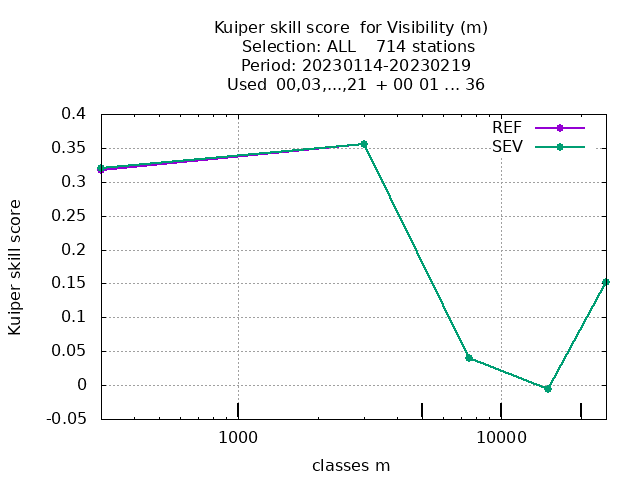 Kuiper skill score  for Visibility (m)
Selection: ALL    714 stations
Period: 20230114-20230219
Used  00,03,...,21  + 00 01 ... 36
REF
SEV
0.4
0.35
0.3
0.25
0.2
0.15
0.1
0.05
0
-0.05
Kuiper skill score
1000
10000
classes m